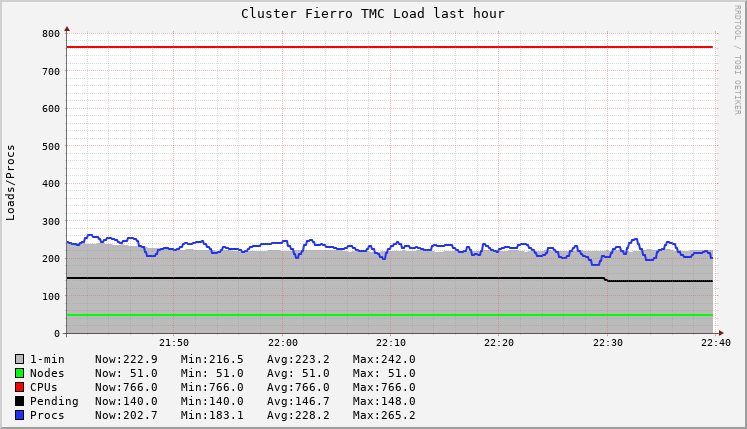 Cluster Fierro TMC Load last hour
RRDTOOL / TOBI OETIKER
Loads/Procs
800
700
600
500
400
300
200
100
0
21:50 22:00 22:10 22:20 22:30 22:40
1-min Now:222.9 Min:216.5 Avg:223.2 Max:242.0
Nodes Now: 51.0 Min: 51.0 Avg: 51.0 Max: 51.0
CPUs Now:766.0 Min:766.0 Avg:766.0 Max:766.0
Pending Now:140.0 Min:140.0 Avg:146.7 Max:148.0
Procs Now:202.7 Min:183.1 Avg:228.2 Max:265.2